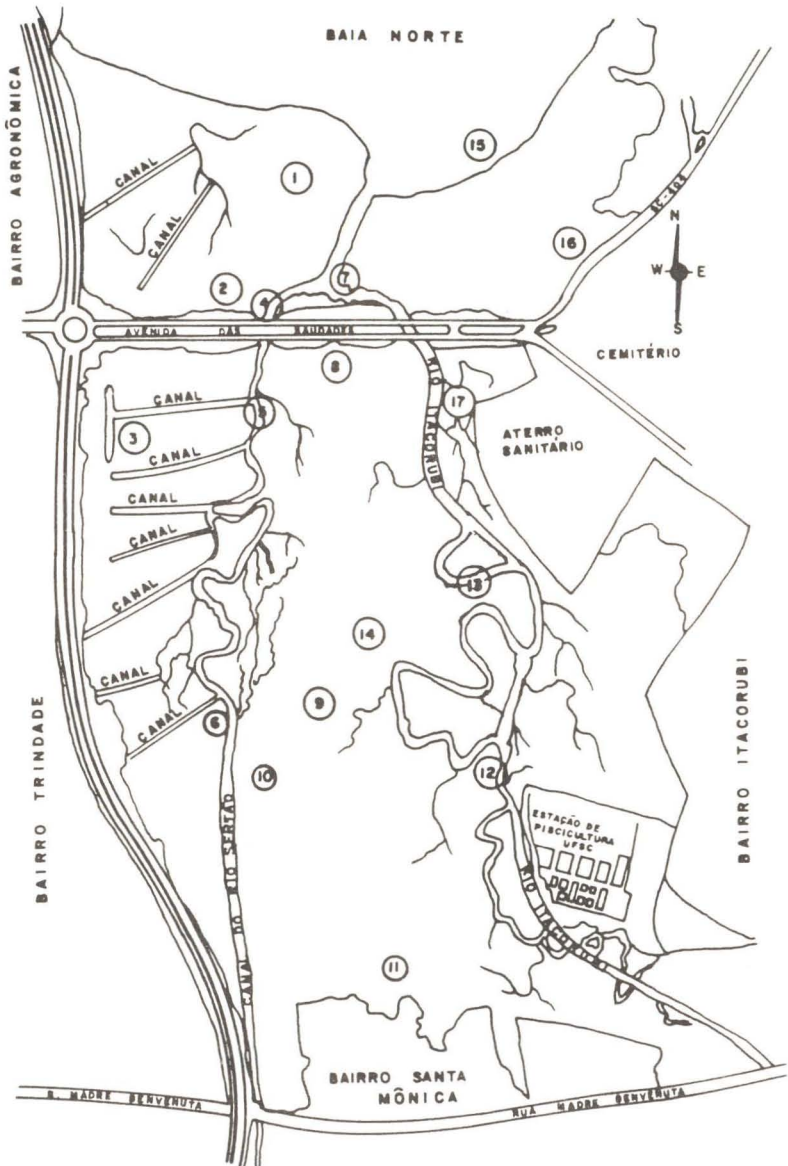 BAIA NORTE
BAIRRO AGRONÔMICA
CANAL
CANAL
1
15
SC-404
16
N
W E
S
2
7
4
AVENIDA DAS SAUDADES
CEMITÉRIO
8
RIO ITACORUBI
17
CANAL
5
3
ATERRO
SANITÁRIO
CANAL
CANAL
CANAL
CANAL
13
14
CANAL
9
CANAL
6
10
12
BAIRRO TRINDADE
BAIRRO ITACORUBI
ESTAÇÃO DE
PISCICULTURA
UFSC
CANAL DO RIO SERTÃO
RIO ITACORUBI
11
BAIRRO SANTA
MÔNICA
R. MADRE BENVENUTA
RUA MADRE BENVENUTA